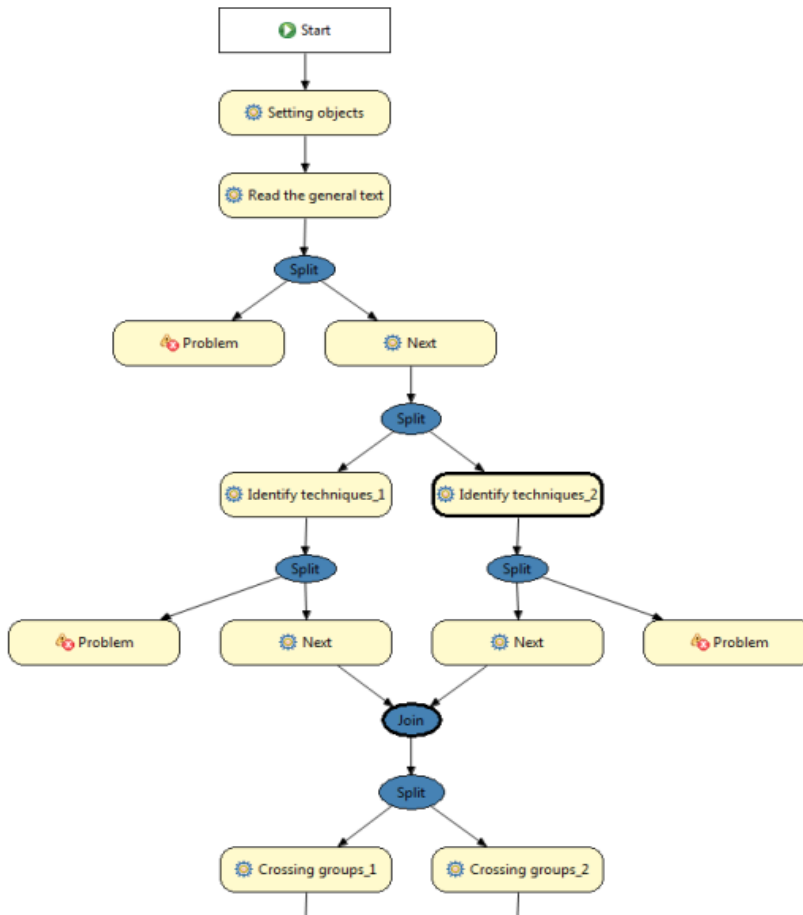 Start
Setting objects
Read the general text
Split
Problem
Next
Split
Identify techniques_1
Identify techniques_2
Split
Split
Problem
Next
Next
Problem
Join
Split
Crossing groups_1
Crossing groups_2